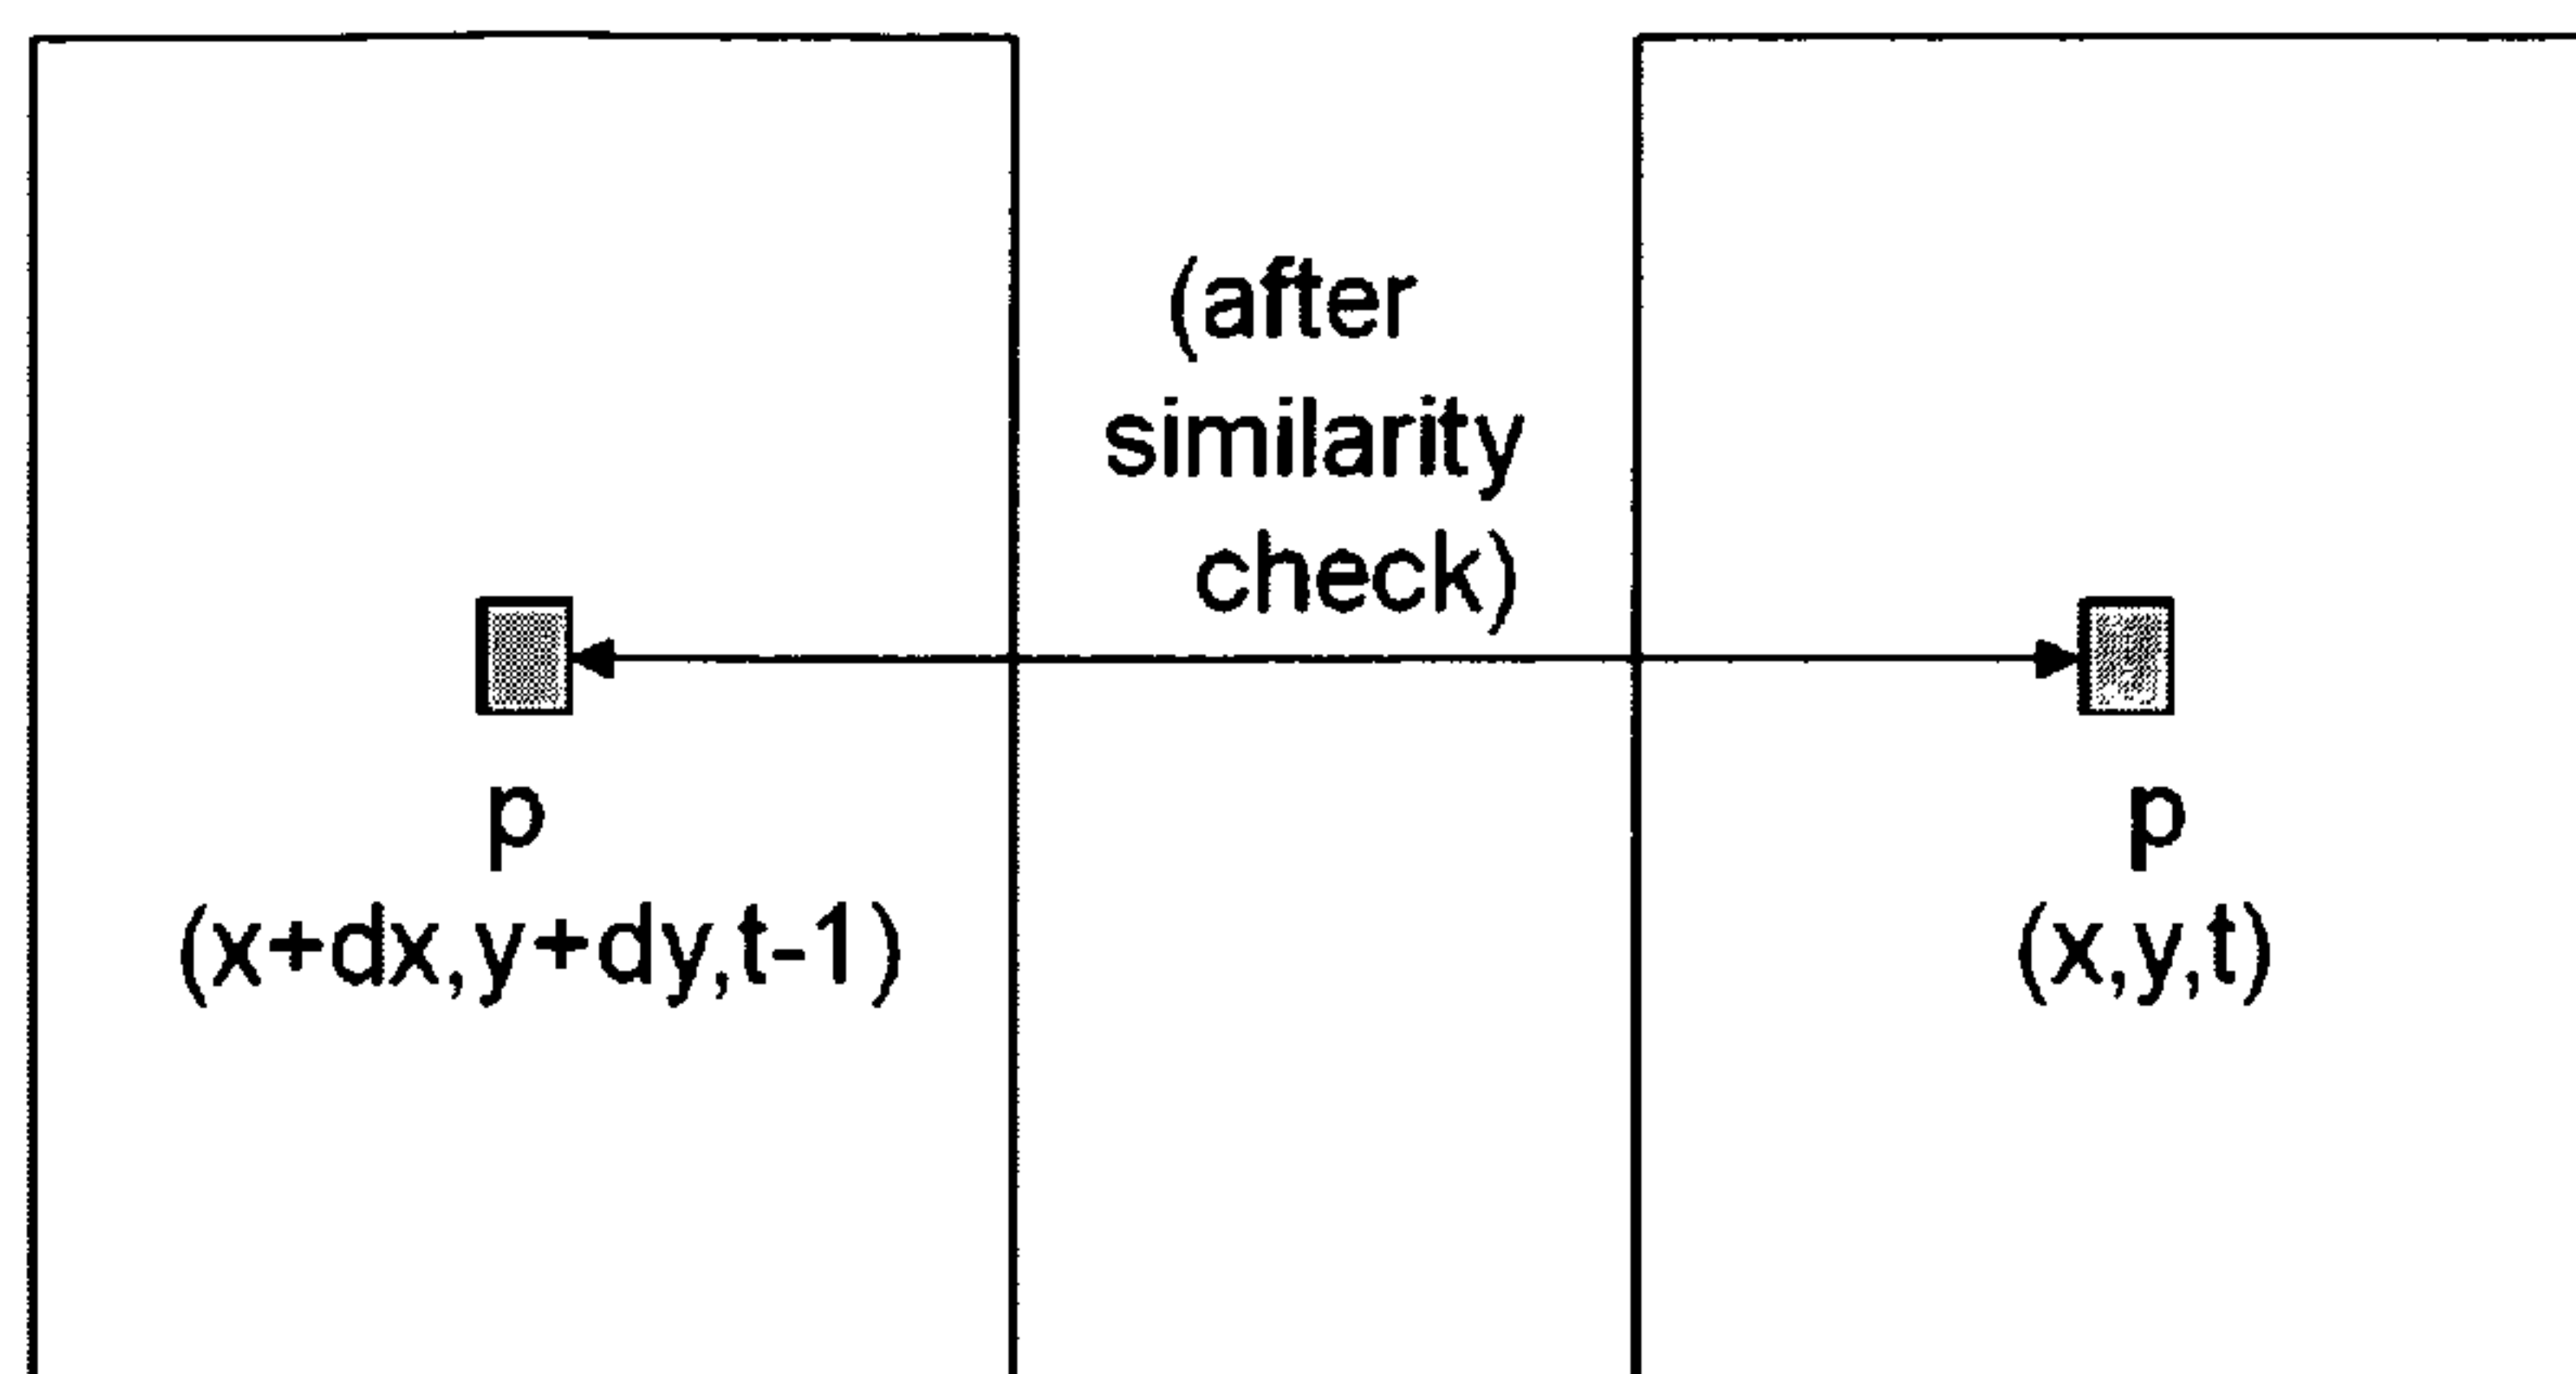 (after
similarity
check)
p
(x+dx,y+dy,t-1)
p
(x,y,t)